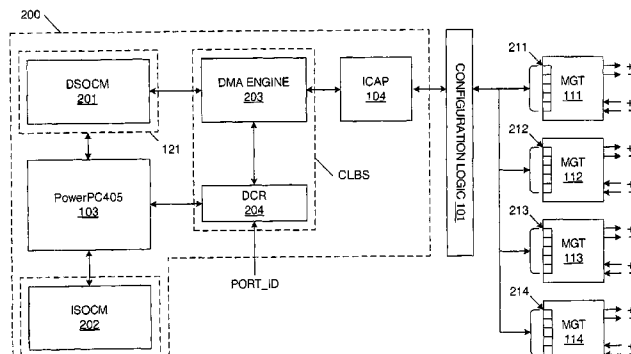 200
DSOCM
201
121
DMA ENGINE
203
ICAP
104
CLBS
PowerPC405
103
DCR
204
PORT_ID
ISOCM
202
CONFIGURATION LOGIC 101
211
MGT
111
212
MGT
112
213
MGT
113
214
MGT
114